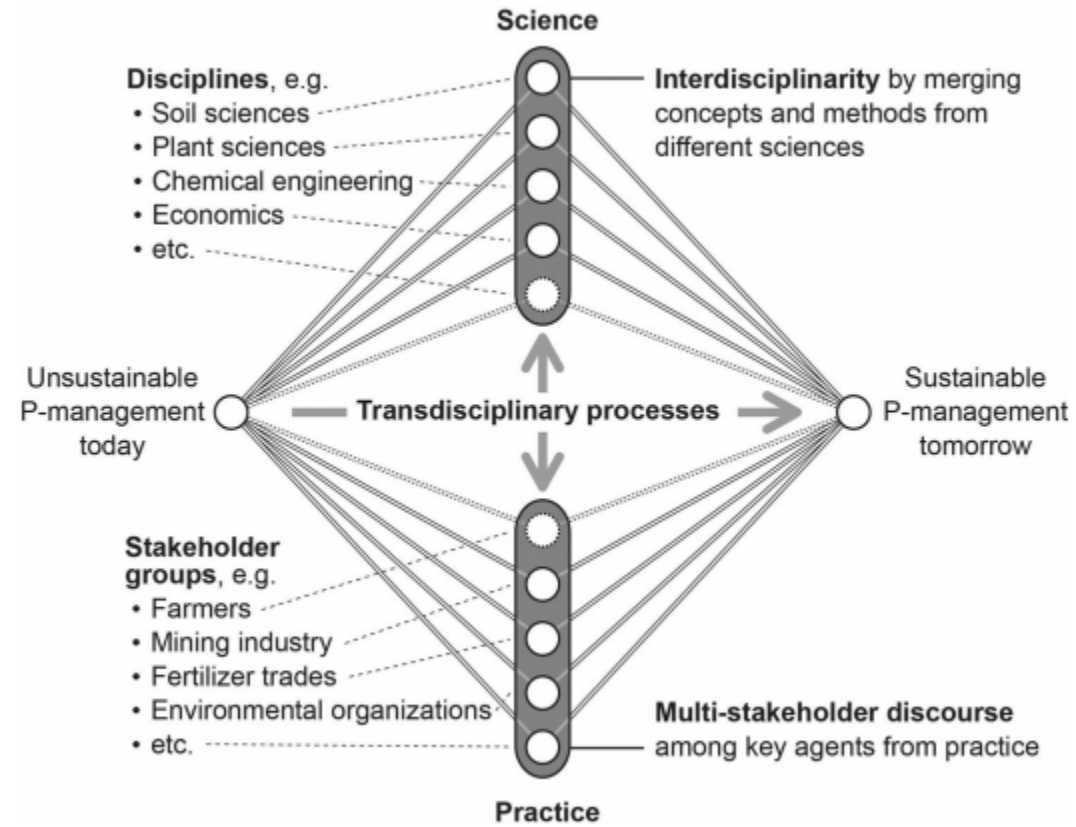 Science
Disciplines, e.g.
• Soil sciences
• Plant sciences
• Chemical engineering
• Economics
• etc.
Interdisciplinarity by merging
concepts and methods from
different sciences
Unsustainable
P-management
today
Transdisciplinary processes
Sustainable
P-management
tomorrow
Stakeholder
groups, e.g.
• Farmers
• Mining industry
• Fertilizer trades
• Environmental organizations
• etc.
Multi-stakeholder discourse
among key agents from practice
Practice